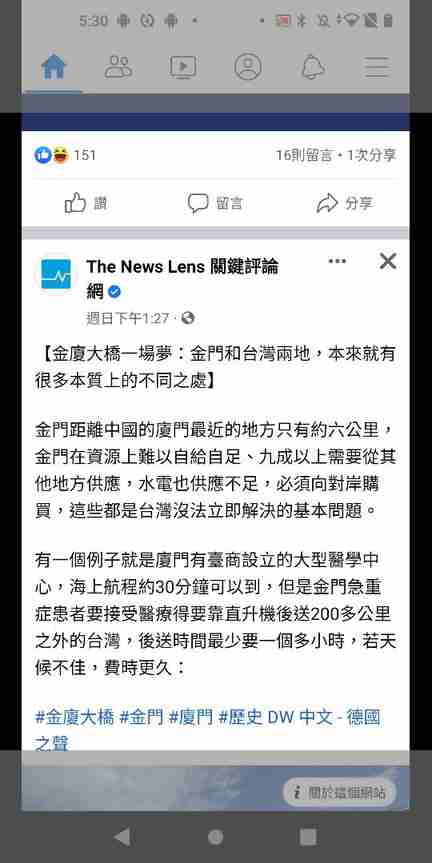 5:30
151
16則留言・1次分享
讚
留言
分享
The News Lens 關鍵評論
網
週日下午1:27 ·
【金廈大橋一場夢：金門和台灣兩地，本來就有
很多本質上的不同之處】
金門距離中國的廈門最近的地方只有約六公里，
金門在資源上難以自給自足、九成以上需要從其
他地方供應，水電也供應不足，必須向對岸購
買，這些都是台灣沒法立即解決的基本問題。
有一個例子就是廈門有臺商設立的大型醫學中
心，海上航程約30分鐘可以到，但是金門急重
症患者要接受醫療得要靠直升機後送200多公里
之外的台灣，後送時間最少要一個多小時，若天
候不佳，費時更久：
#金廈大橋 #金門 #廈門 #歷史 DW 中文 - 德國
之聲
關於這個網站